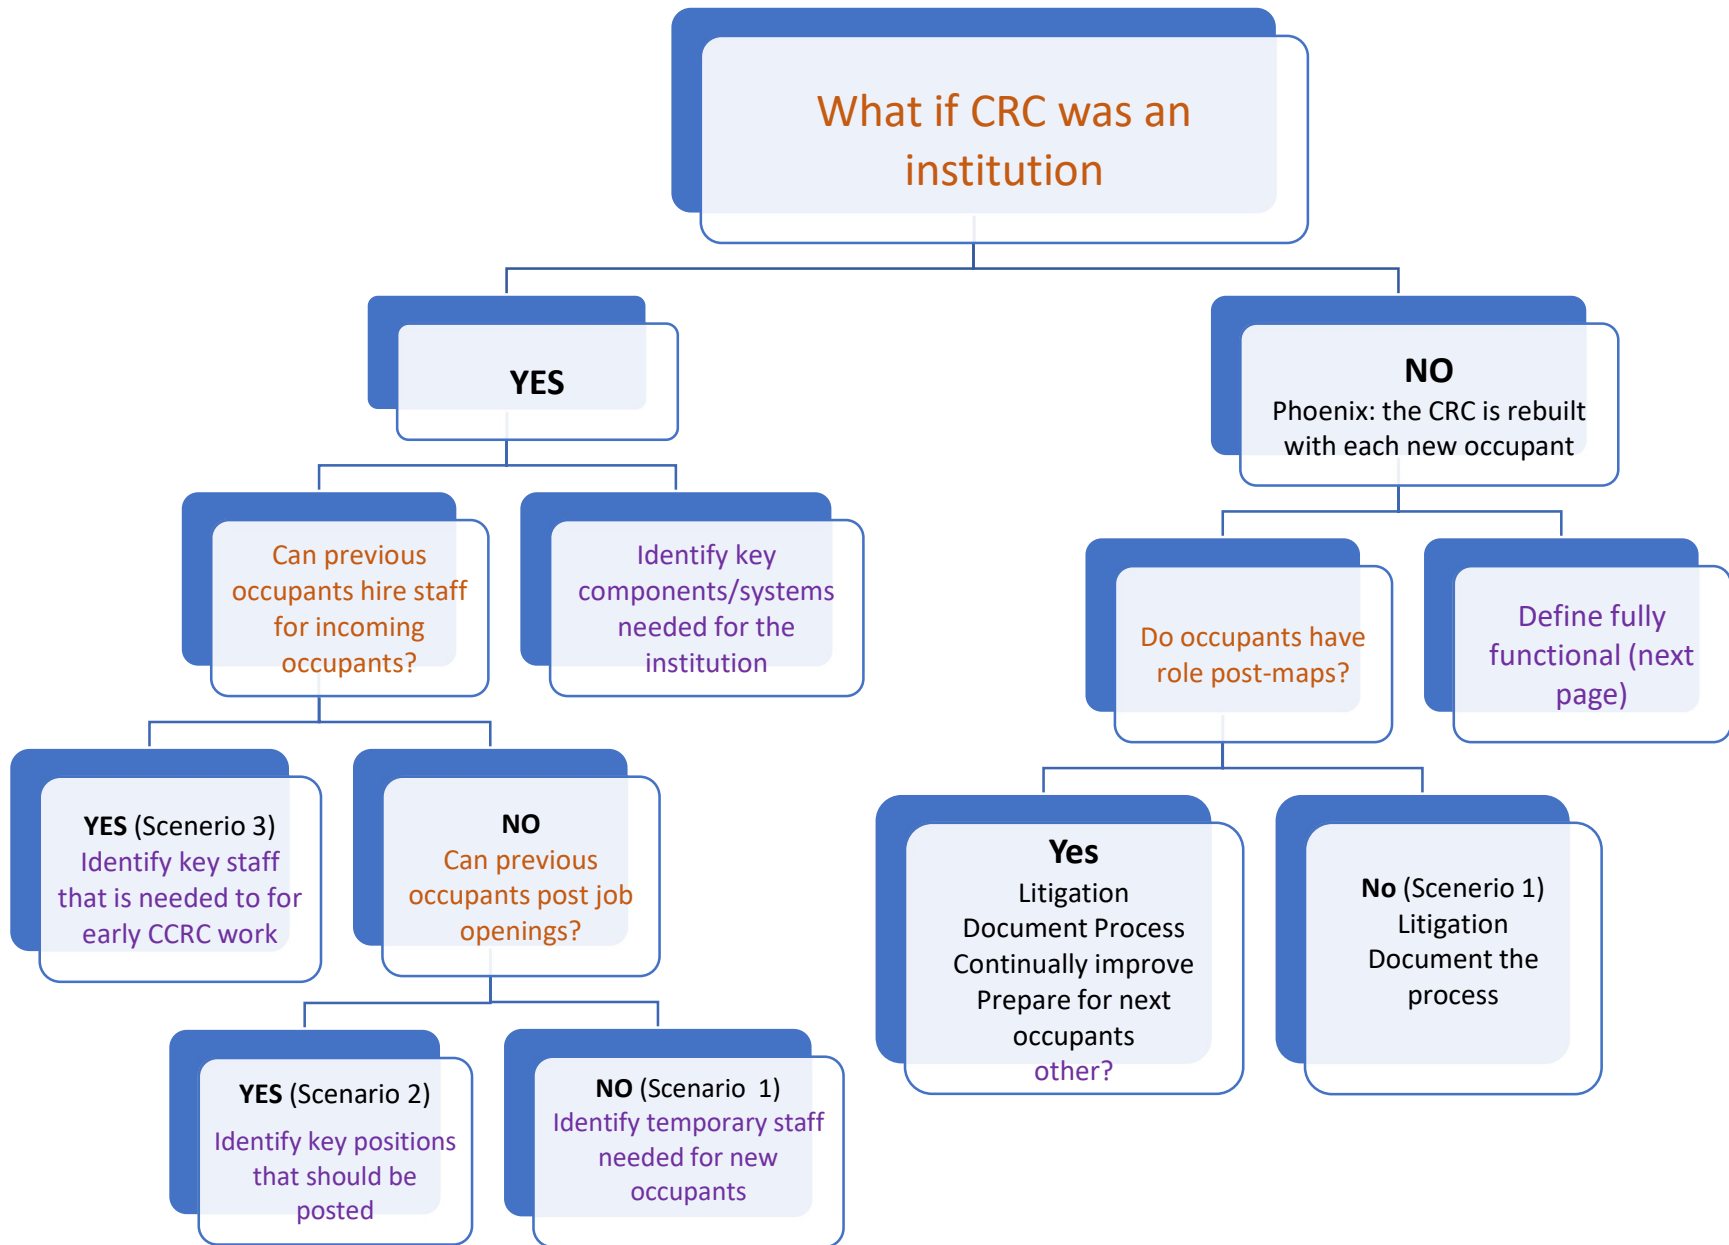 What if CRC was an
institution
YES
NO
Phoenix: the CRC is rebuilt
with each new occupant
Can previous
occupants hire staff
for incoming
occupants?
Identify key
components/systems
needed for the
institution
Do occupants have
role post-maps?
Define fully
functional (next
page)
YES (Scenerio 3)
Identify key staff
that is needed to for
early CCRC work
NO
Can previous
occupants post job
openings?
Yes
Litigation
Document Process
Continually improve
Prepare for next
occupants
other?
No (Scenerio 1)
Litigation
Document the
process
YES (Scenario 2)
Identify key positions
that should be
posted
NO (Scenario 1)
Identify temporary staff
needed for new
occupants